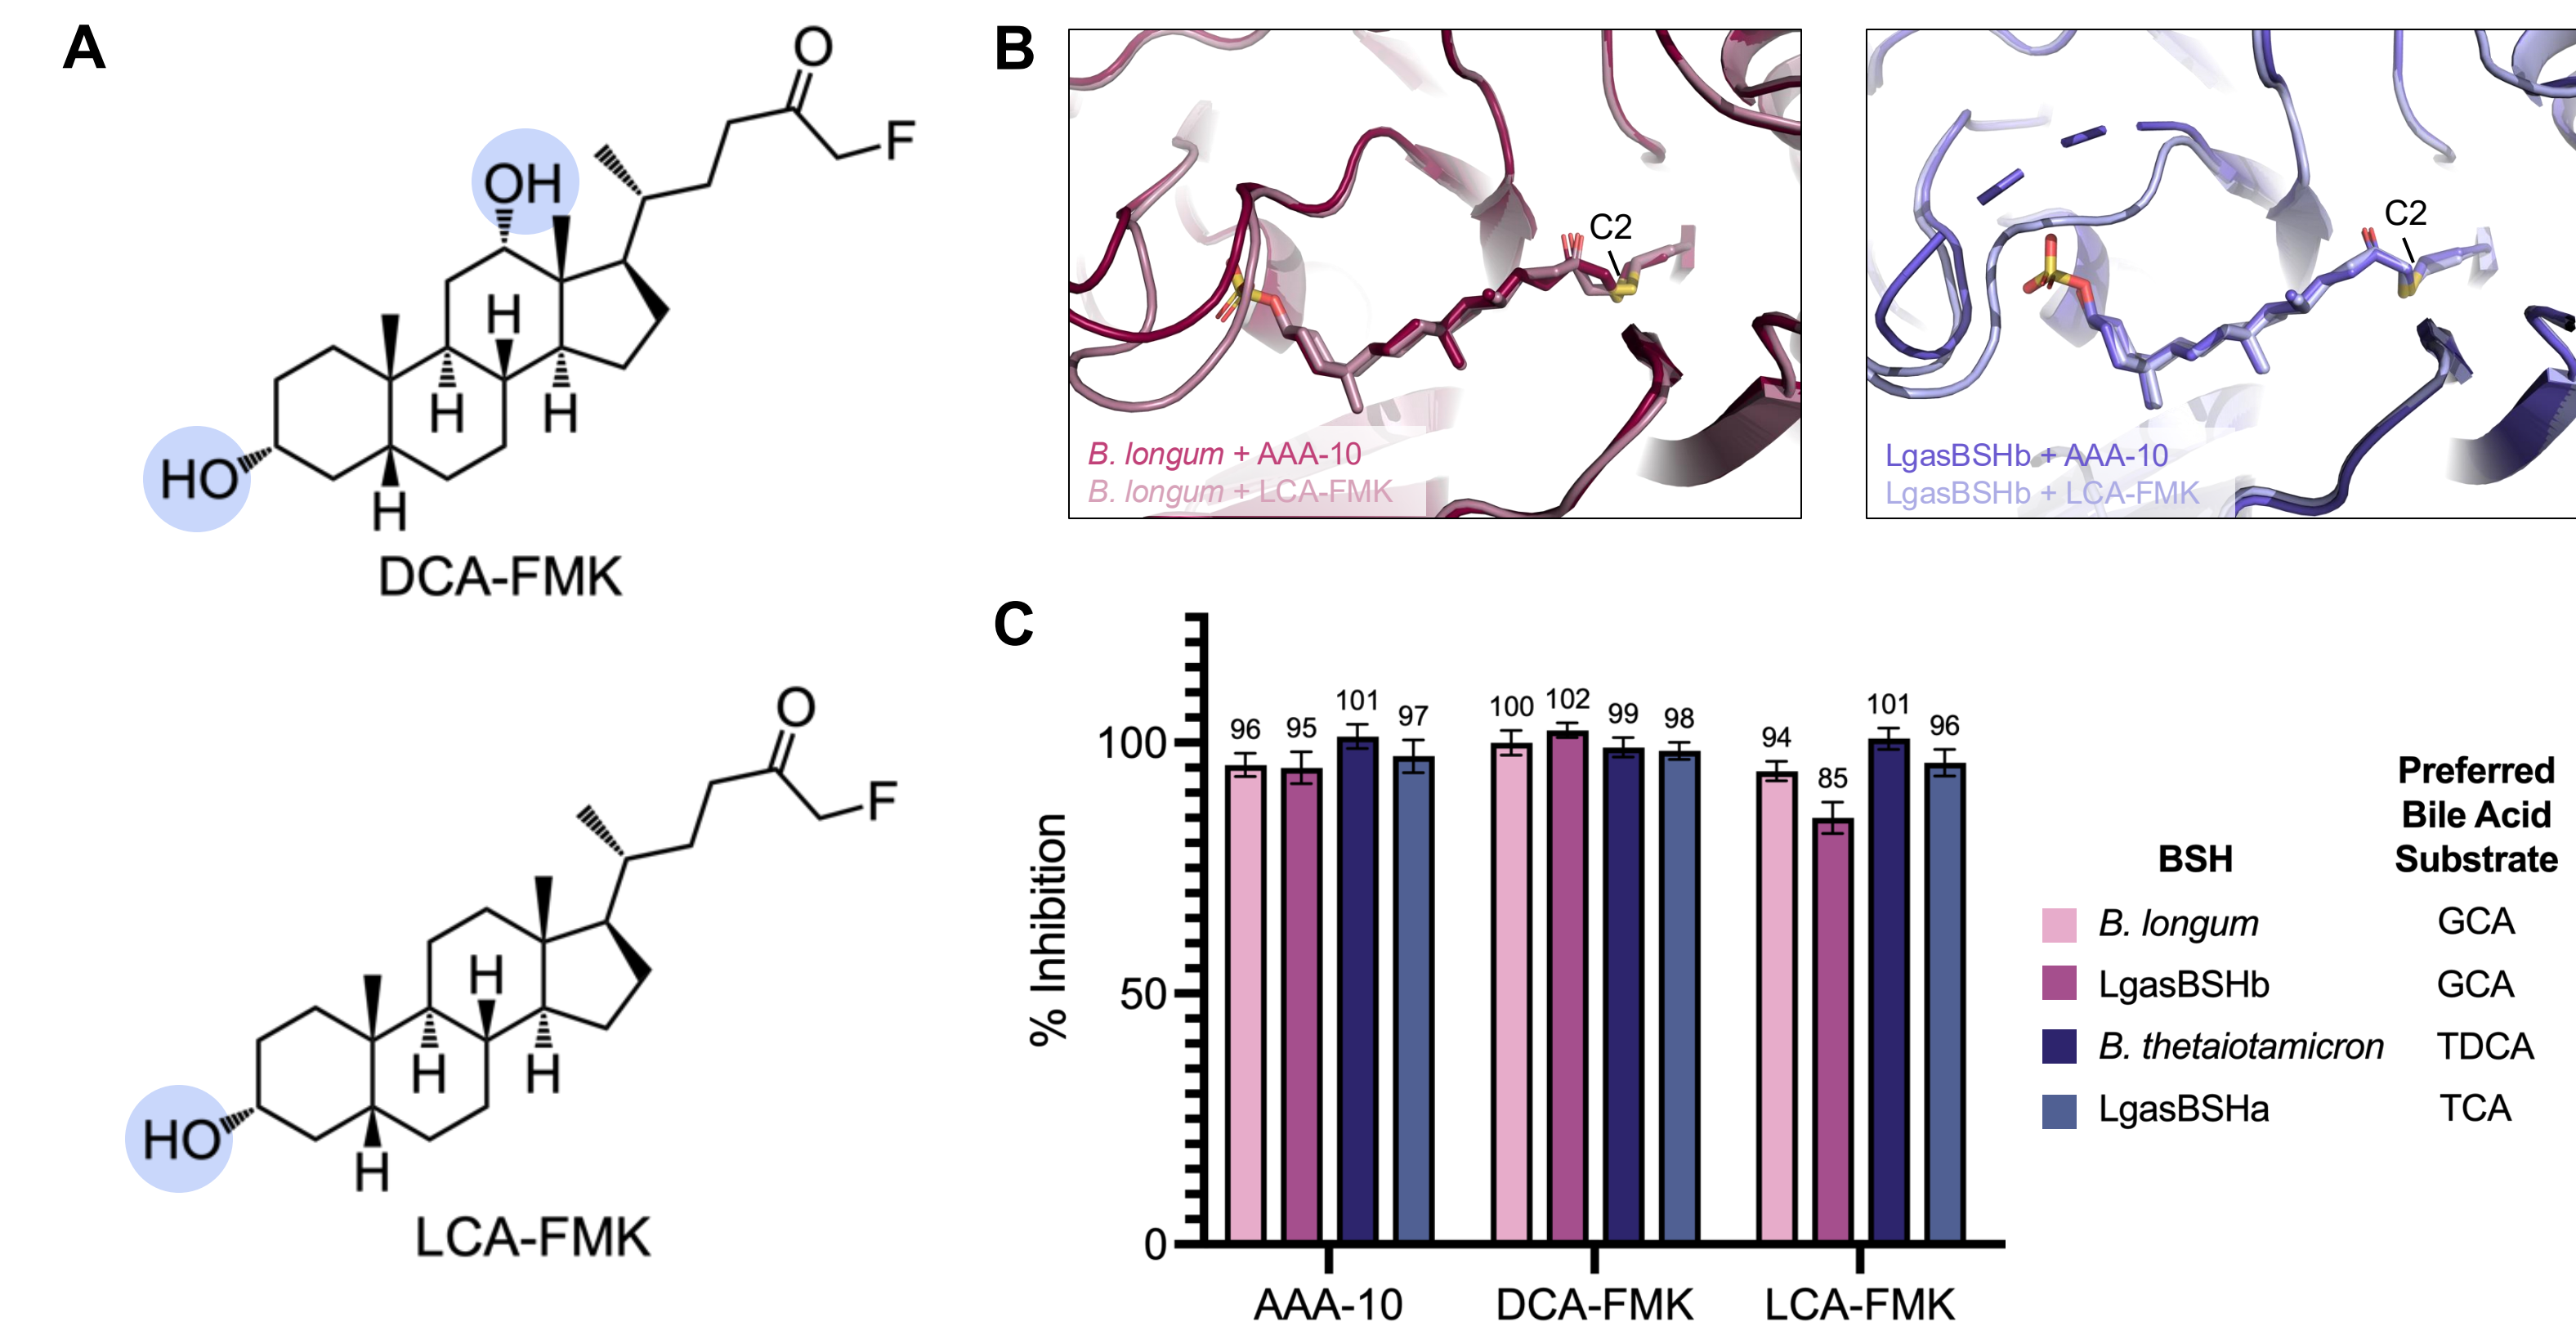 A
O
F
OH
H
H
H
HO
H
DCA-FMK
O
F
H
H
H
HO
H
LCA-FMK
B
C2
B. longum + AAA-10
B. longum + LCA-FMK
C2
LgasBSHb + AAA-10
LgasBSHb + LCA-FMK
C
% Inhibition
100
50
0
96
95
101
97
100
102
99
98
94
85
101
96
AAA-10
DCA-FMK
LCA-FMK
BSH
Preferred
Bile Acid
Substrate
B. longum GCA
LgasBSHb GCA
B. thetaiotamicron TDCA
LgasBSHa TCA